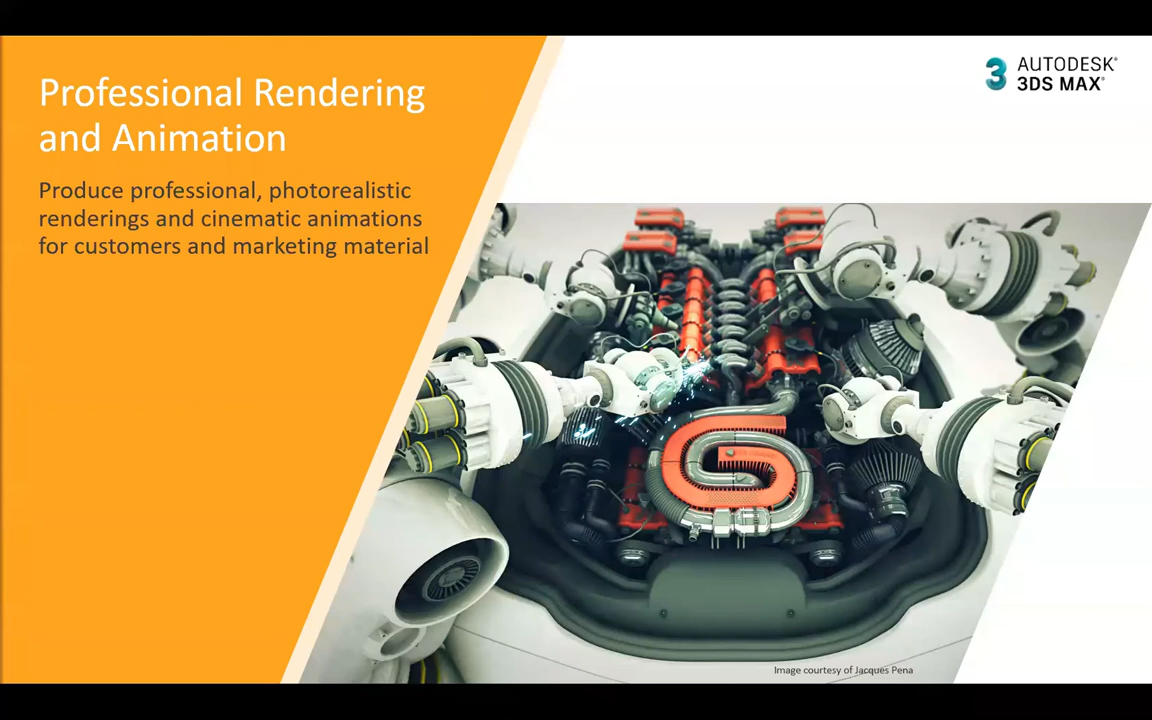 Professional Rendering
and Animation
Produce professional, photorealistic
renderings and cinematic animations
for customers and marketing material
3 AUTODESK®
3DS MAX®
Image courtesy of Jacques Pena